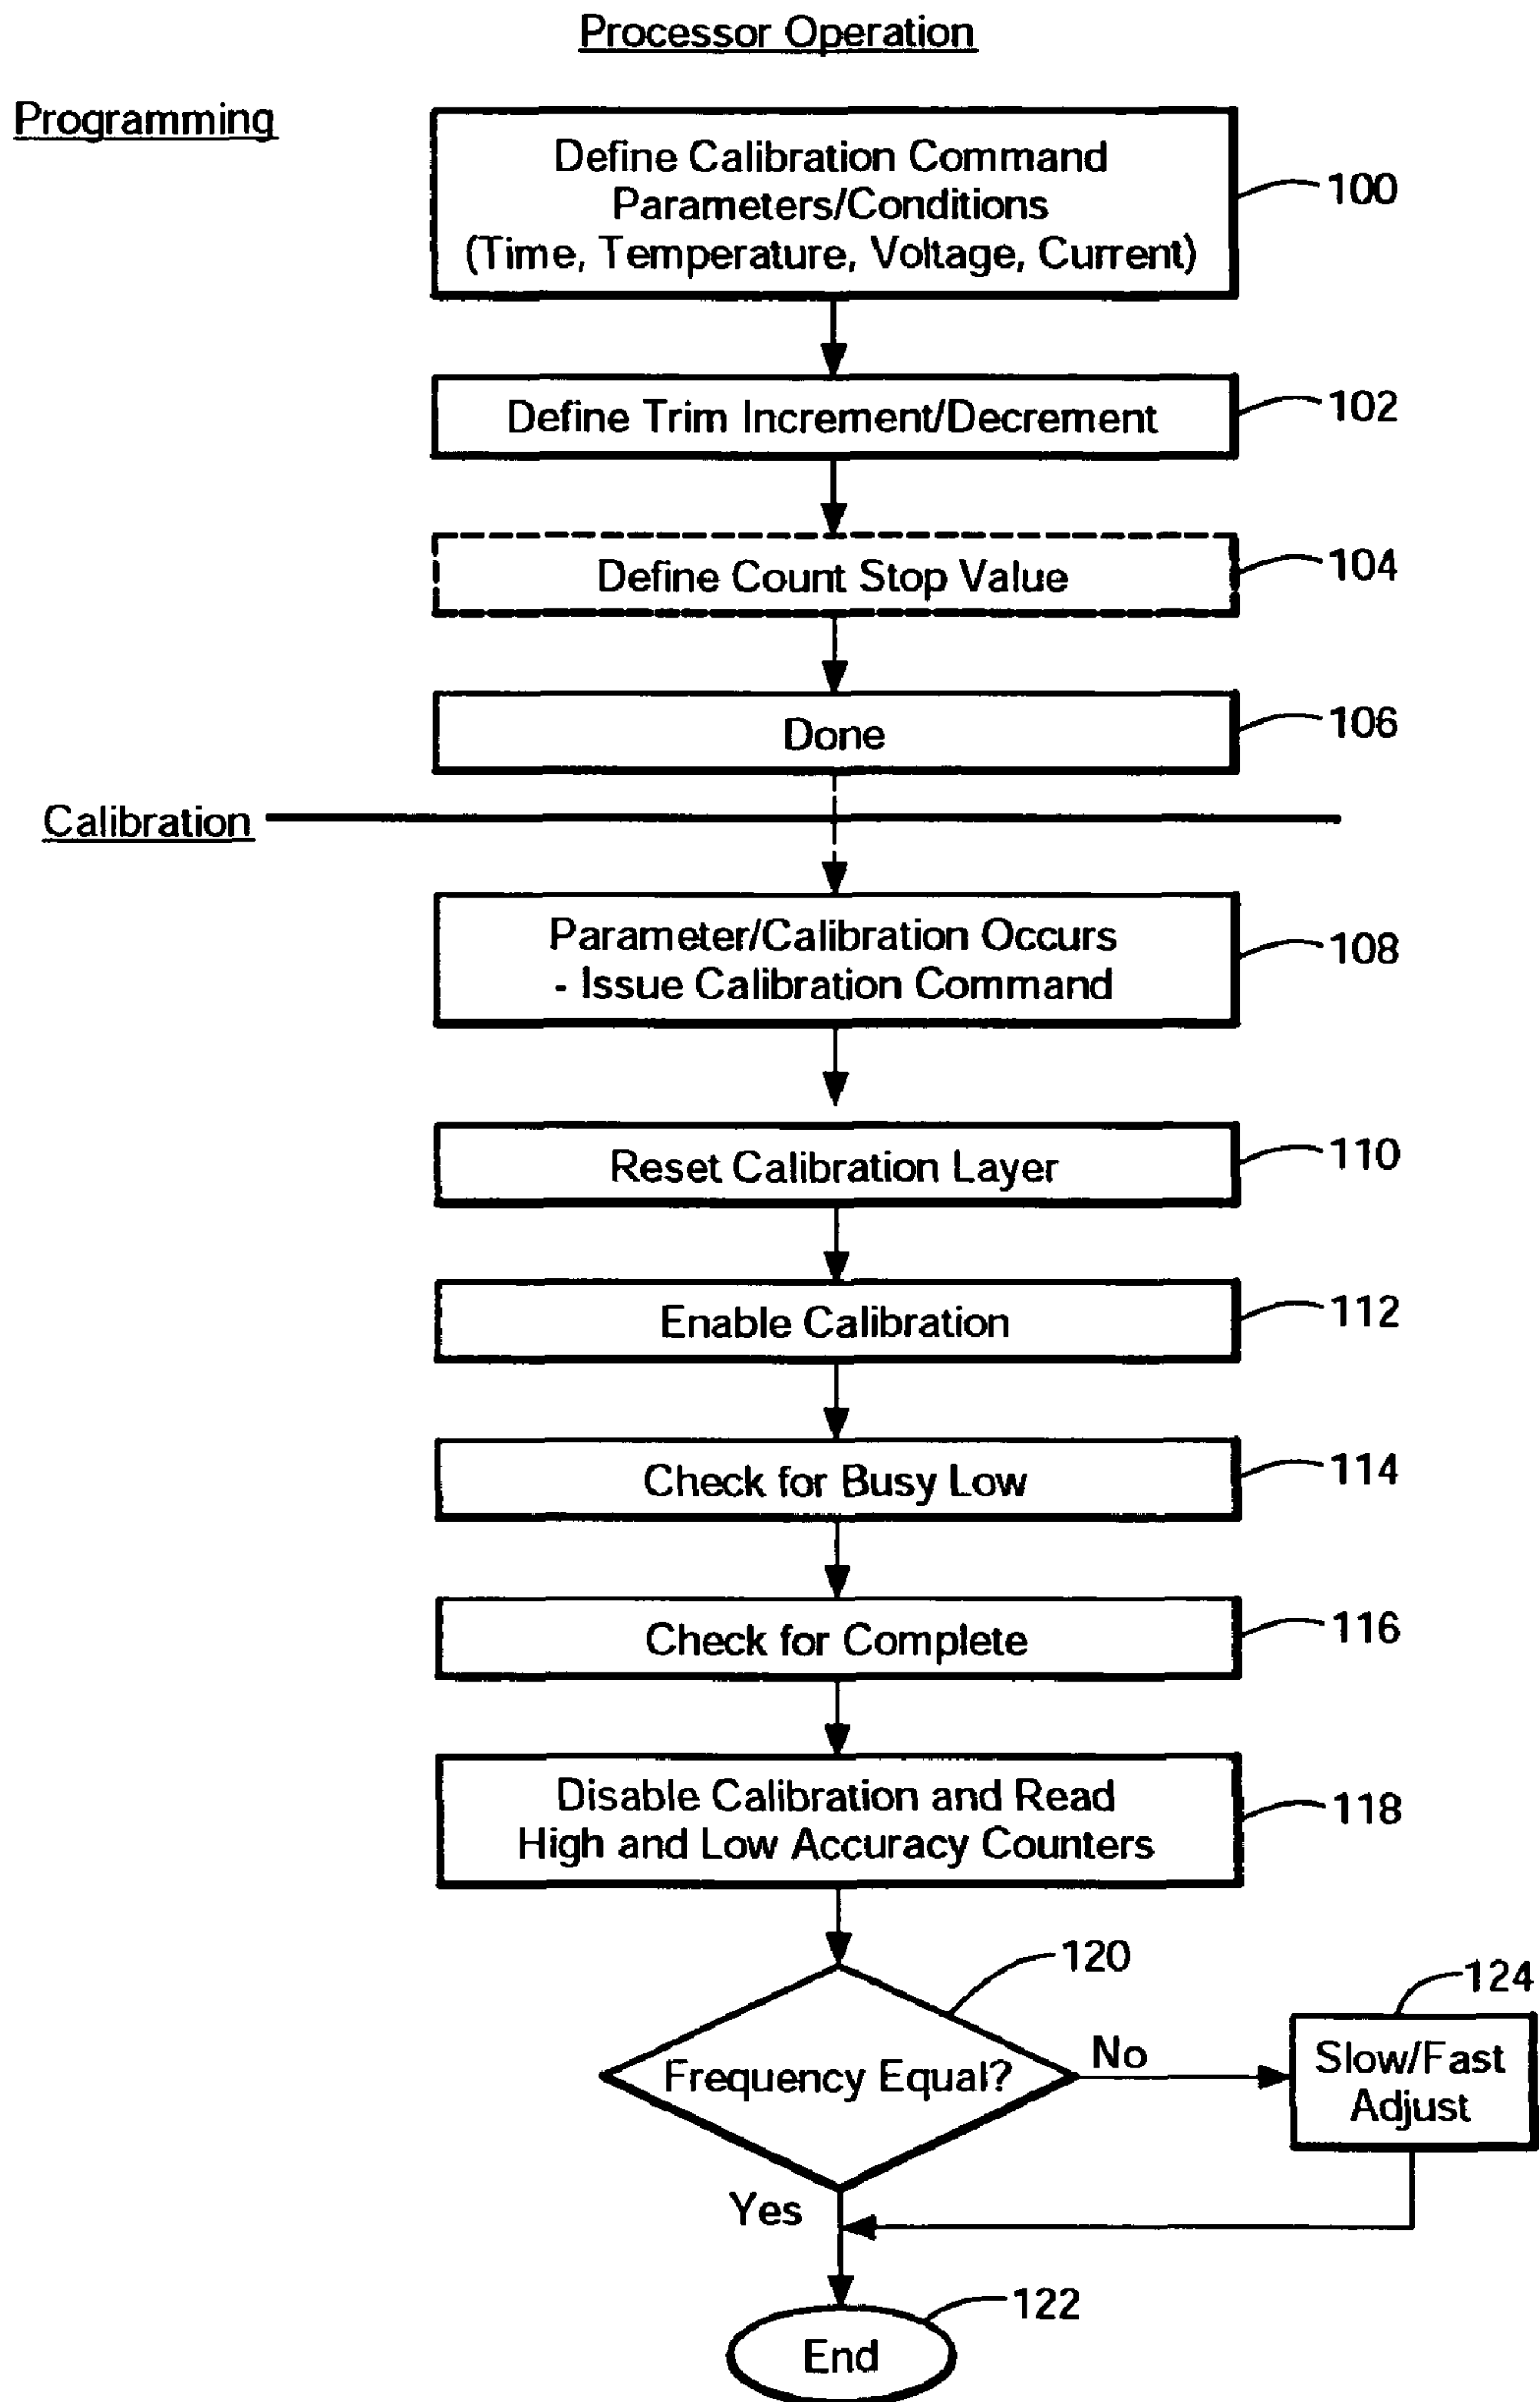 Processor Operation
Programming
Define Calibration Command
Parameters/Conditions
(Time, Temperature, Voltage, Current)
100
Define Trim Increment/Decrement
102
Define Count Stop Value
104
Done
106
Calibration
Parameter/Calibration Occurs
- Issue Calibration Command
108
Reset Calibration Layer
110
Enable Calibration
112
Check for Busy Low
114
Check for Complete
116
Disable Calibration and Read
High and Low Accuracy Counters
118
120
Frequency Equal?
No
124
Slow/Fast
Adjust
Yes
122
End